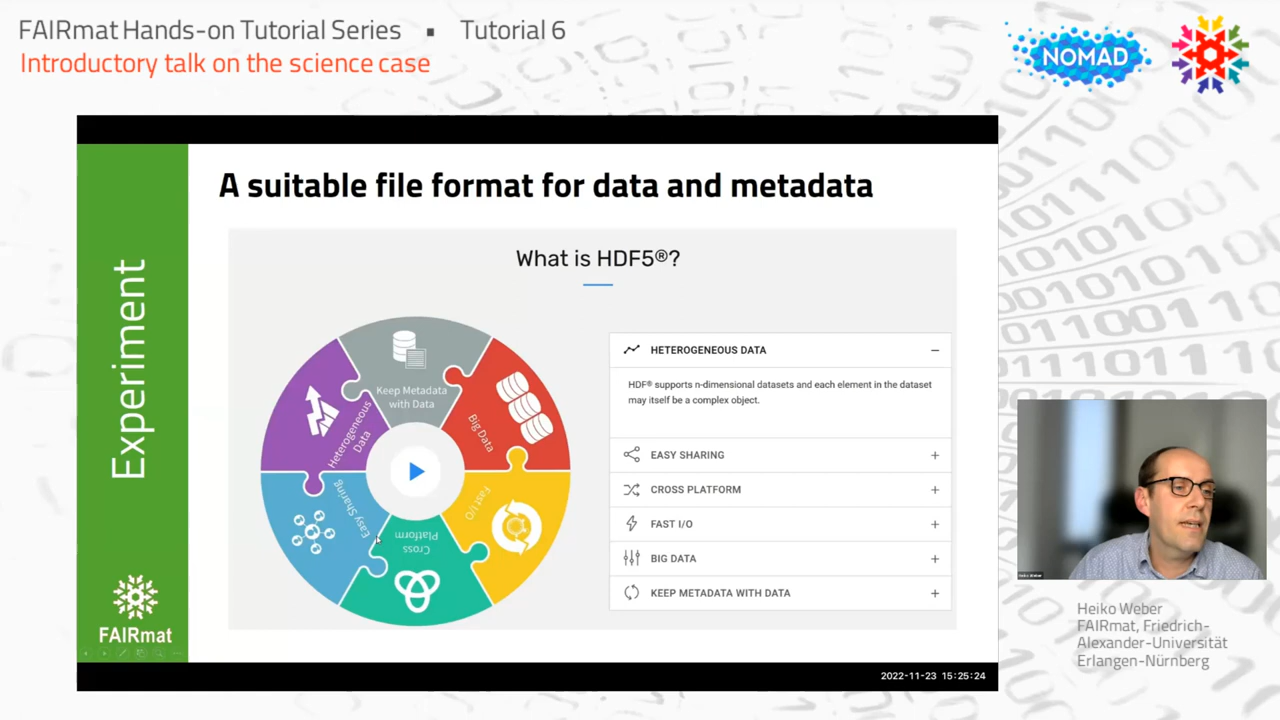 FAIRmat Hands-on Tutorial Series ▪ Tutorial 6
Introductory talk on the science case
NOMAD
Experiment
FAIRmat
A suitable file format for data and metadata
What is HDF5®?
Keep Metadata
with Data
Big Data
Fast I/O
Cross
Platform
Easy Sharing
Heterogeneous
Data
HETEROGENEOUS DATA
HDF® supports n-dimensional datasets and each element in the dataset
may itself be a complex object.
EASY SHARING
CROSS PLATFORM
FAST I/O
BIG DATA
KEEP METADATA WITH DATA
2022-11-23 15:25:24
Heiko Weber
Heiko Weber
FAIRmat, Friedrich-
Alexander-Universität
Erlangen-Nürnberg